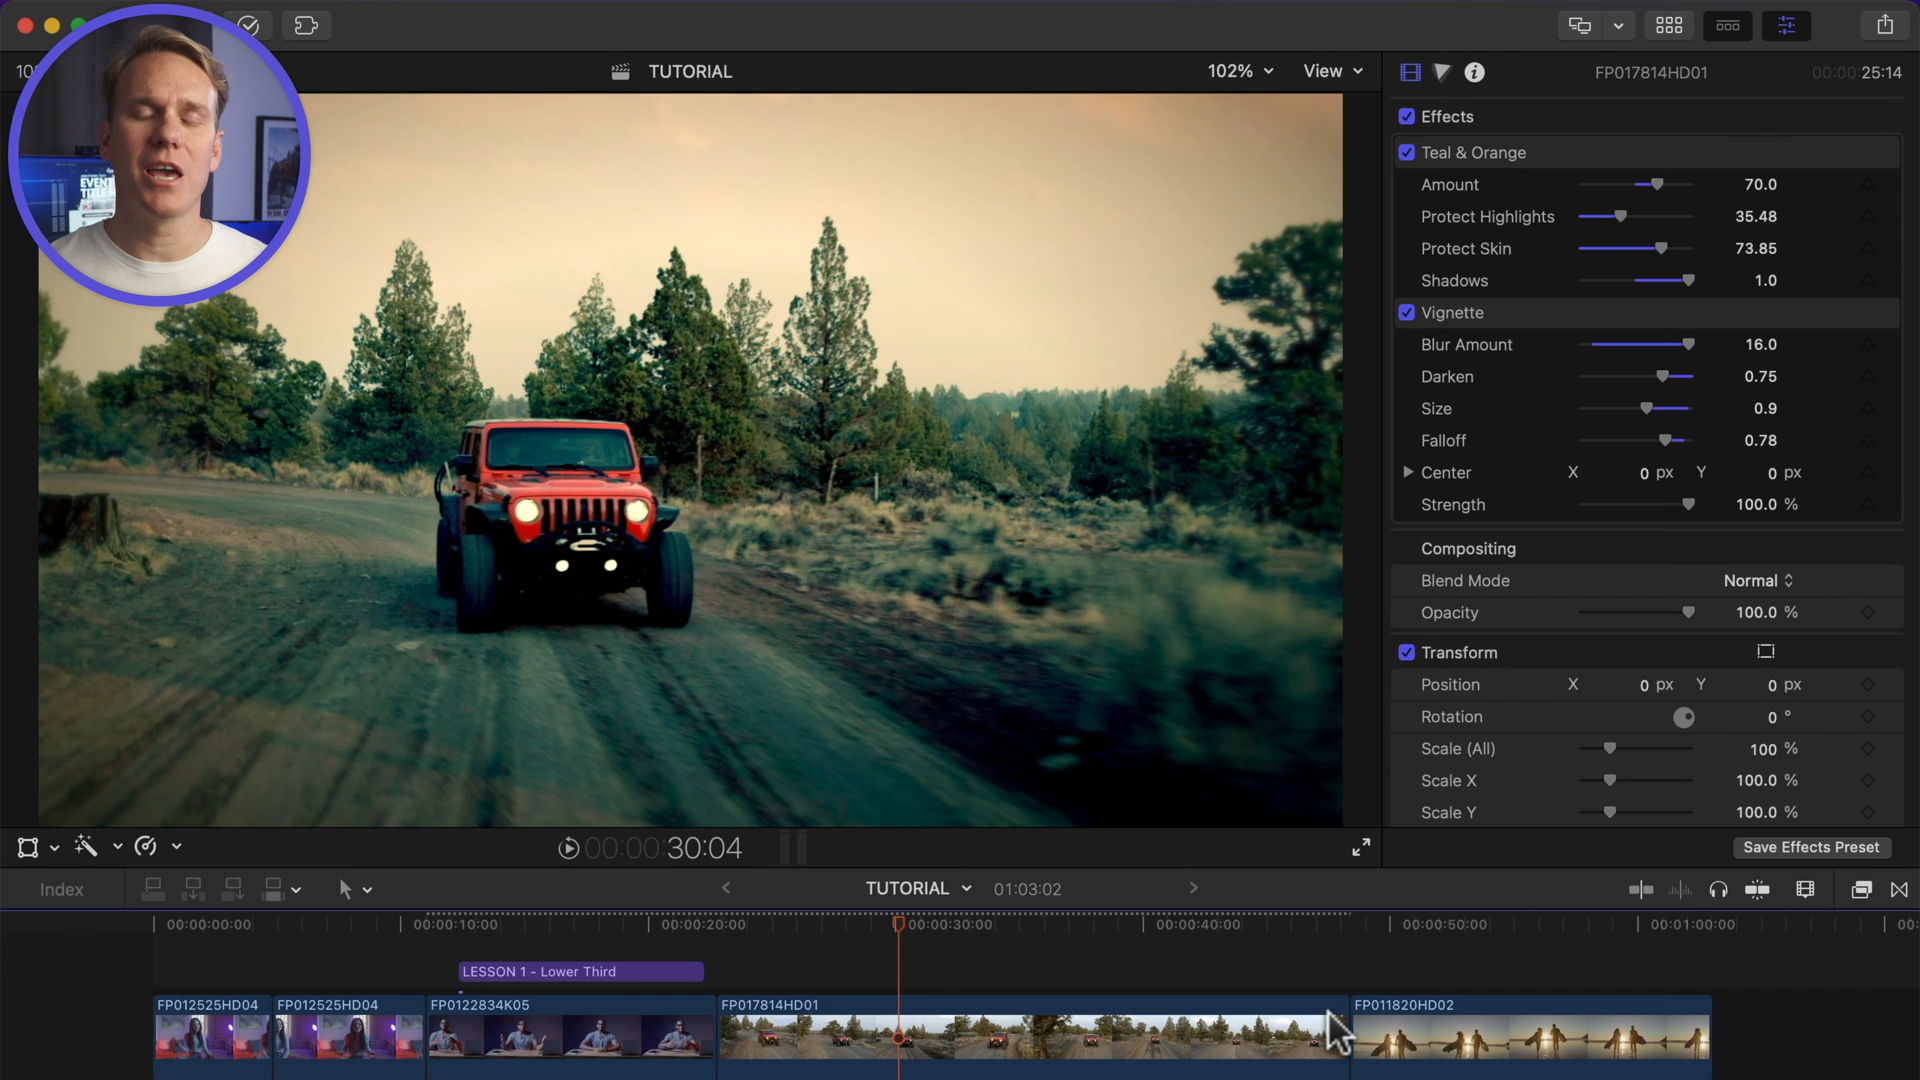 EVENT
TITLE H
TUTORIAL
102%
View
FP017814HD01
00:00:25:14
Effects
Teal & Orange
Amount 70.0
Protect Highlights 35.48
Protect Skin 73.85
Shadows 1.0
Vignette
Blur Amount 16.0
Darken 0.75
Size 0.9
Falloff 0.78
Center X 0 px Y 0 px
Strength 100.0 %
Compositing
Blend Mode Normal
Opacity 100.0 %
Transform
Position X 0 px Y 0 px
Rotation 0 °
Scale (All) 100 %
Scale X 100.0 %
Scale Y 100.0 %
00:00:30:04
Save Effects Preset
Index
TUTORIAL 01:03:02
00:00:00:00 00:00:10:00 00:00:20:00 00:00:30:00 00:00:40:00 00:00:50:00 00:01:00:00 00:
LESSON 1 - Lower Third
FP012525HD04 FP012525HD04 FP0122834K05 FP017814HD01 FP011820HD02